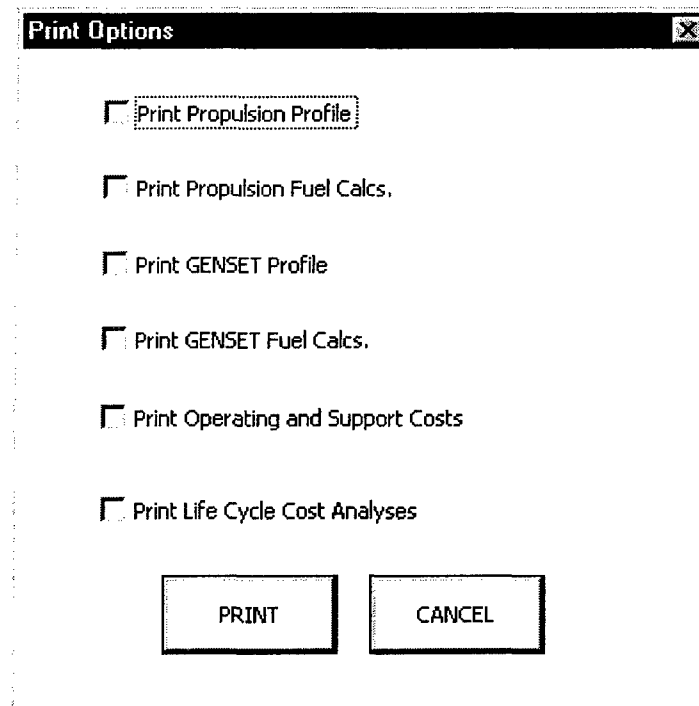 Print Options
Print Propulsion Profile
Print Propulsion Fuel Calcs.
Print GENSET Profile
Print GENSET Fuel Calcs.
Print Operating and Support Costs
Print Life Cycle Cost Analyses
PRINT CANCEL